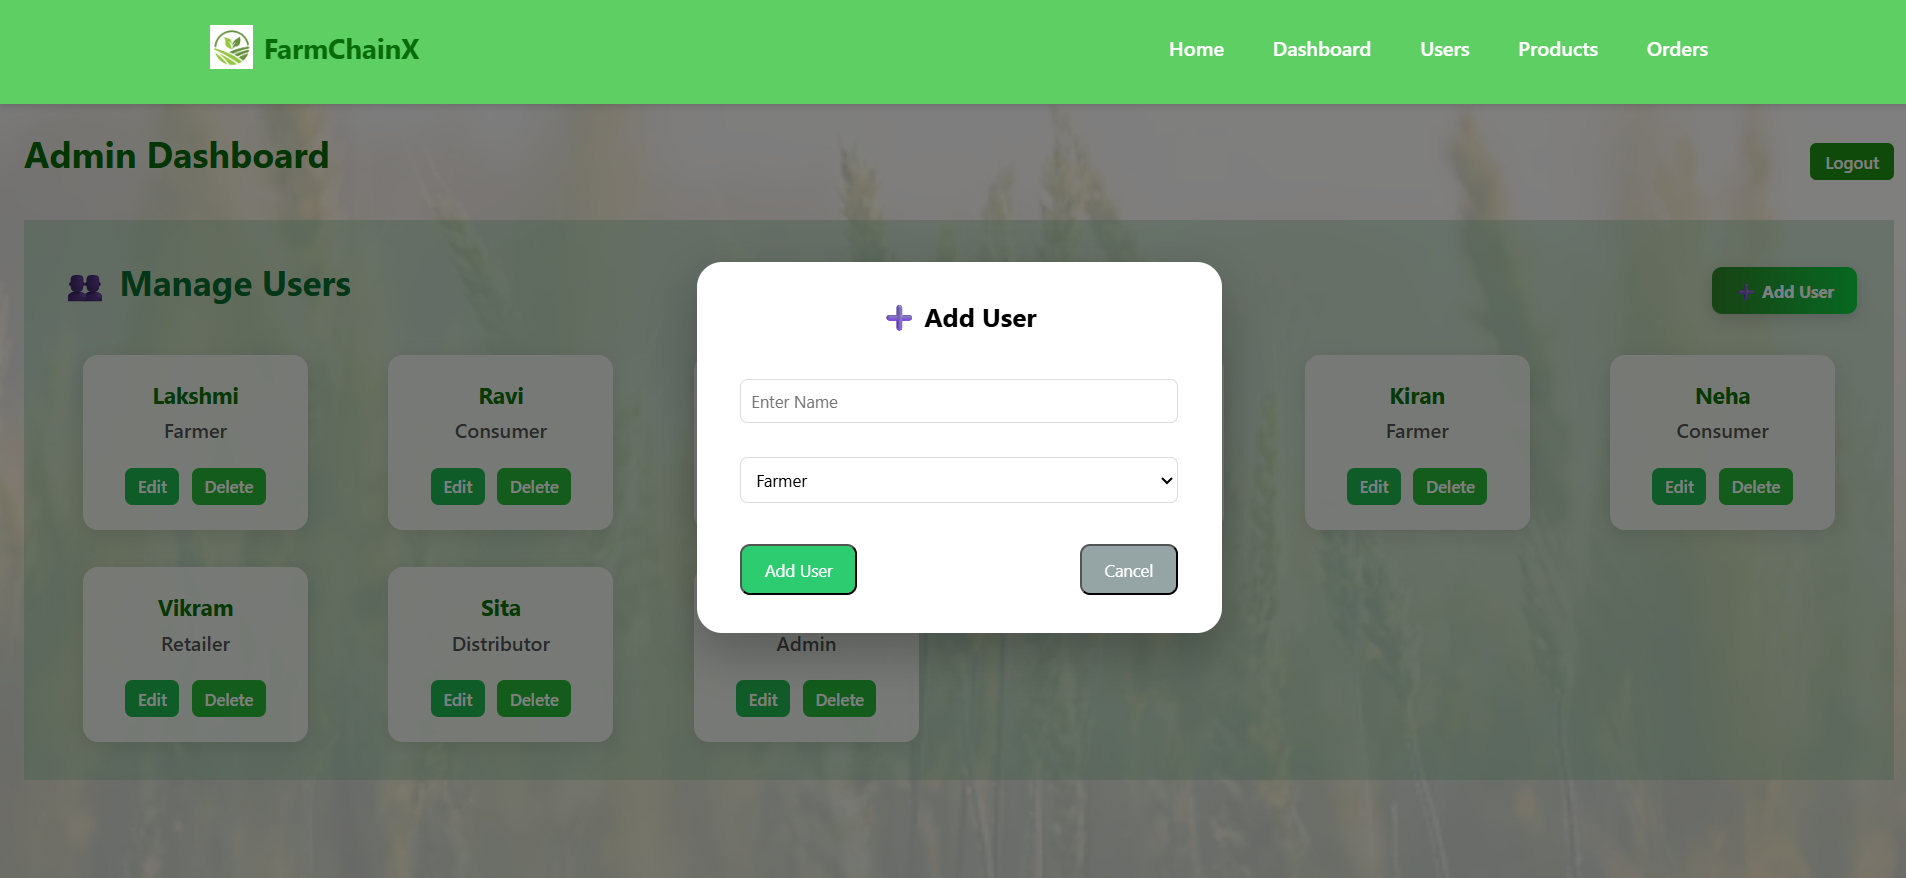 FarmChainX
Home Dashboard Users Products Orders
Admin Dashboard
Logout
Manage Users
Add User
Add User
Enter Name
Farmer
Add User Cancel
Lakshmi
Farmer
Edit Delete
Ravi
Consumer
Edit Delete
Kiran
Farmer
Edit Delete
Neha
Consumer
Edit Delete
Vikram
Retailer
Edit Delete
Sita
Distributor
Edit Delete
Admin
Edit Delete